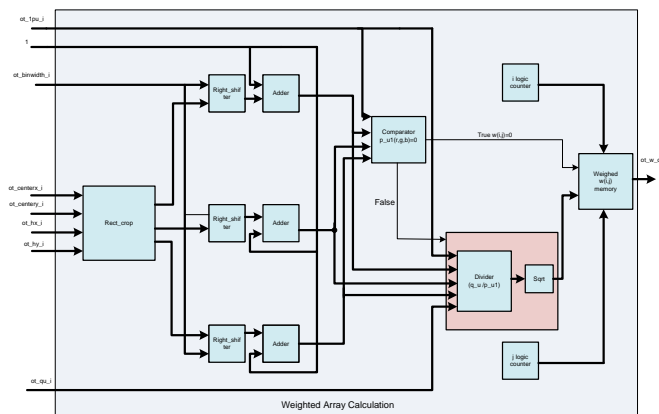 ot_1pu_i
1
ot_binwidth_i
ot_centerx_i
ot_centery_i
ot_hx_i
ot_hy_i
ot_qu_i
Rect_crop
Right_shif
ter
Adder
Right_shif
ter
Adder
Right_shif
ter
Adder
Comparator
p_u1(r,g,b)=0
True w(i,j)=0
False
Divider
(q_u /p_u1)
Sqrt
i logic
counter
Weighed
w(i,j)
memory
j logic
counter
Weighted Array Calculation